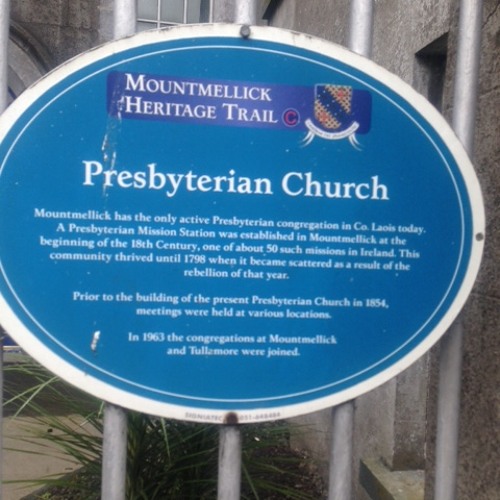 MOUNTMELLICK
HERITAGE TRAIL ©
Presbyterian Church
Mountmellick has the only active Presbyterian congregation in Co. Laois today.
A Presbyterian Mission Station was established in Mountmellick at the
beginning of the 18th Century, one of about 50 such missions in Ireland. This
community thrived until 1798 when it became scattered as a result of the
rebellion of that year.
Prior to the building of the present Presbyterian Church in 1854,
meetings were held at various locations.
In 1963 the congregations at Mountmellick
and Tullamore were joined.